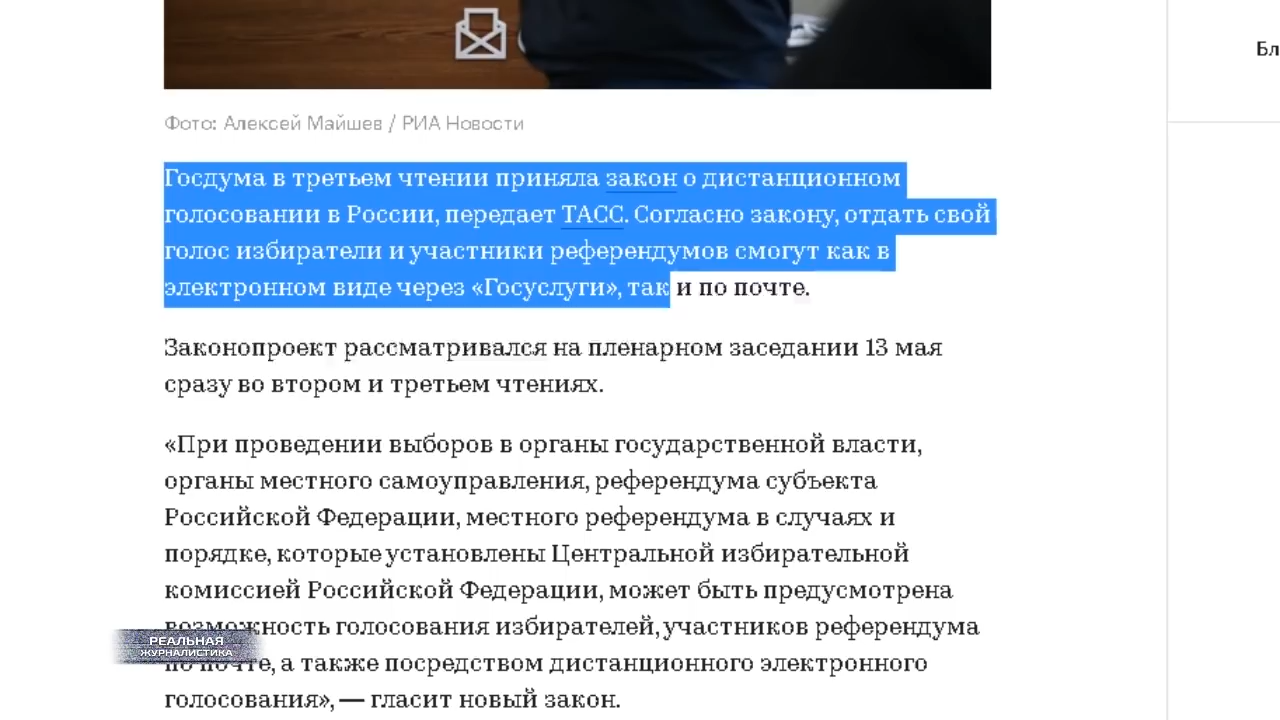 Бл
Фото: Алексей Майшев / РИА Новости
Госдума в третьем чтении приняла закон о дистанционном
голосовании в России, передает ТАСС. Согласно закону, отдать свой
голос избиратели и участники референдумов смогут как в
электронном виде через «Госуслуги», так и по почте.
Законопроект рассматривался на пленарном заседании 13 мая
сразу во втором и третьем чтениях.
«При проведении выборов в органы государственной власти,
органы местного самоуправления, референдума субъекта
Российской Федерации, местного референдума в случаях и
порядке, которые установлены Центральной избирательной
комиссией Российской Федерации, может быть предусмотрена
возможность голосования избирателей, участников референдума
по почте, а также посредством дистанционного электронного
голосования», — гласит новый закон.
РЕАЛЬНАЯ
ЖУРНАЛИСТИКА